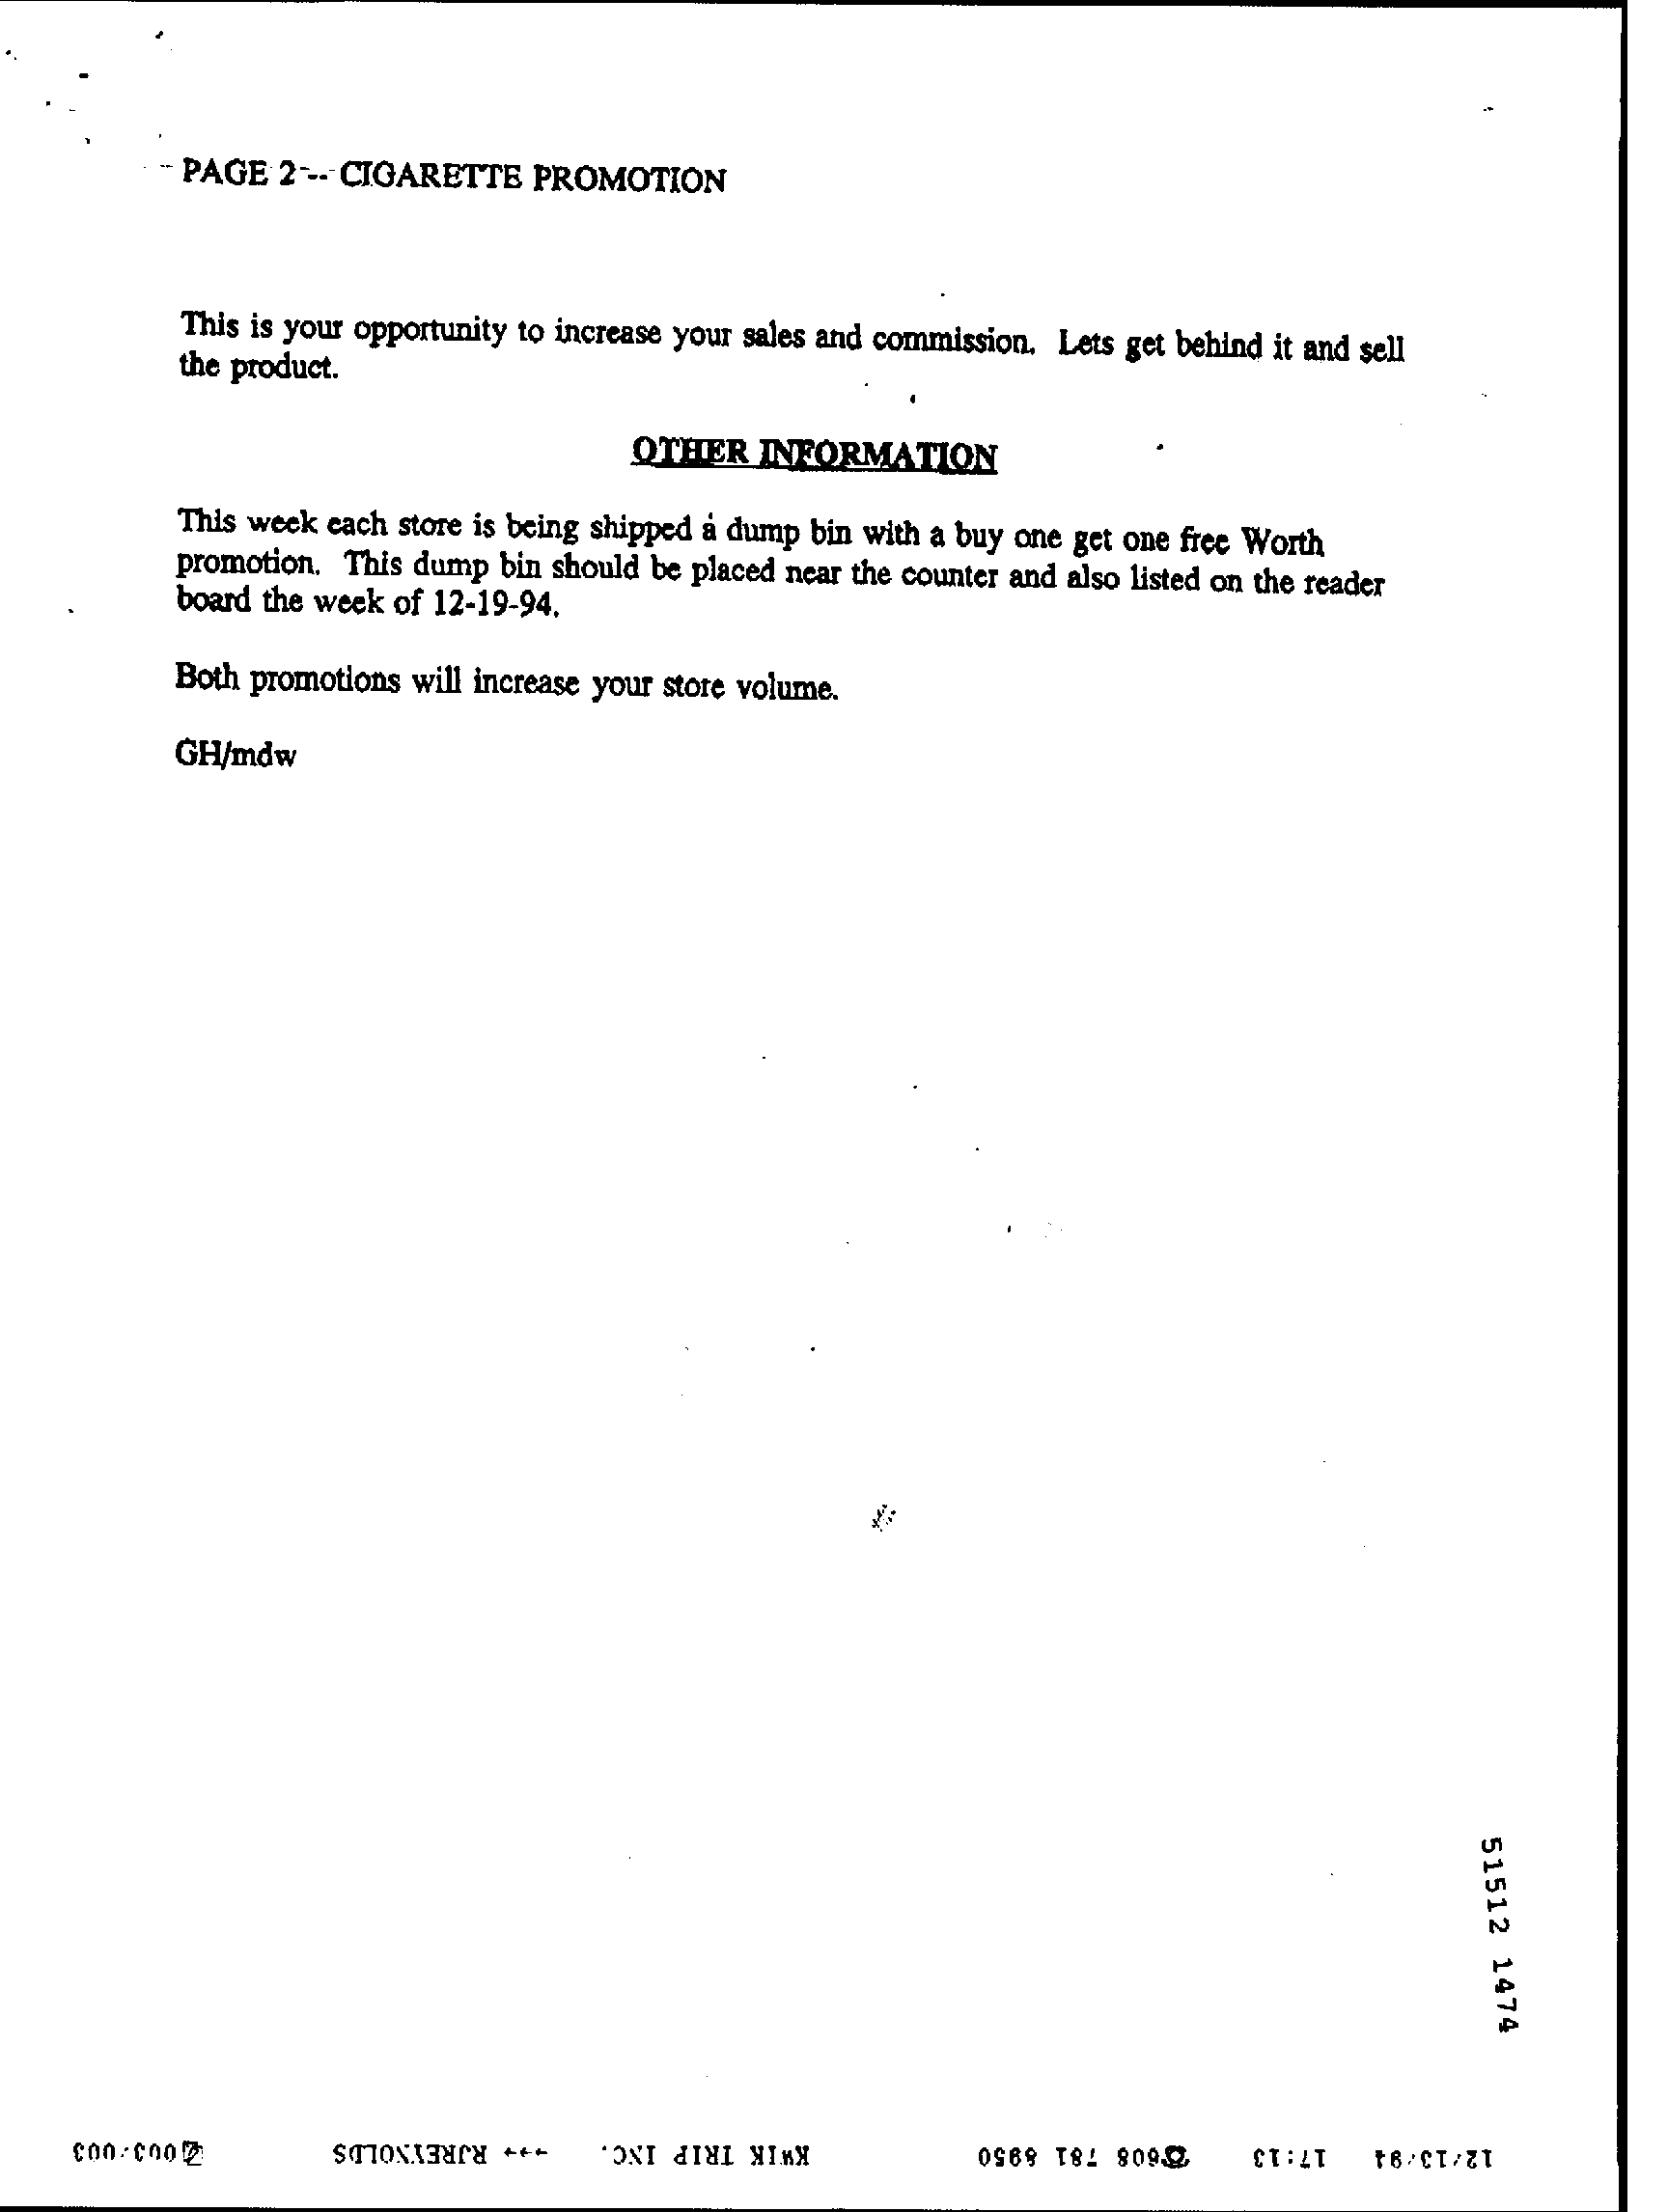 PAGE 2 -- CIGARETTE PROMOTION
This is your opportunity to increase your sales and commission. Lets get behind it and sell
the product.
OTHER INFORMATION
This week each store is being shipped a dump bin with a buy one get one free Worth
promotion. This dump bin should be placed near the counter and also listed on the reader
board the week of 12-19-94.
Both promotions will increase your store volume.
GH/mdw
51512 1474
12/13/94 17:13 ☎608 781 8950 KWIK TRIP INC. →→→ RJREYNOLDS 003/003